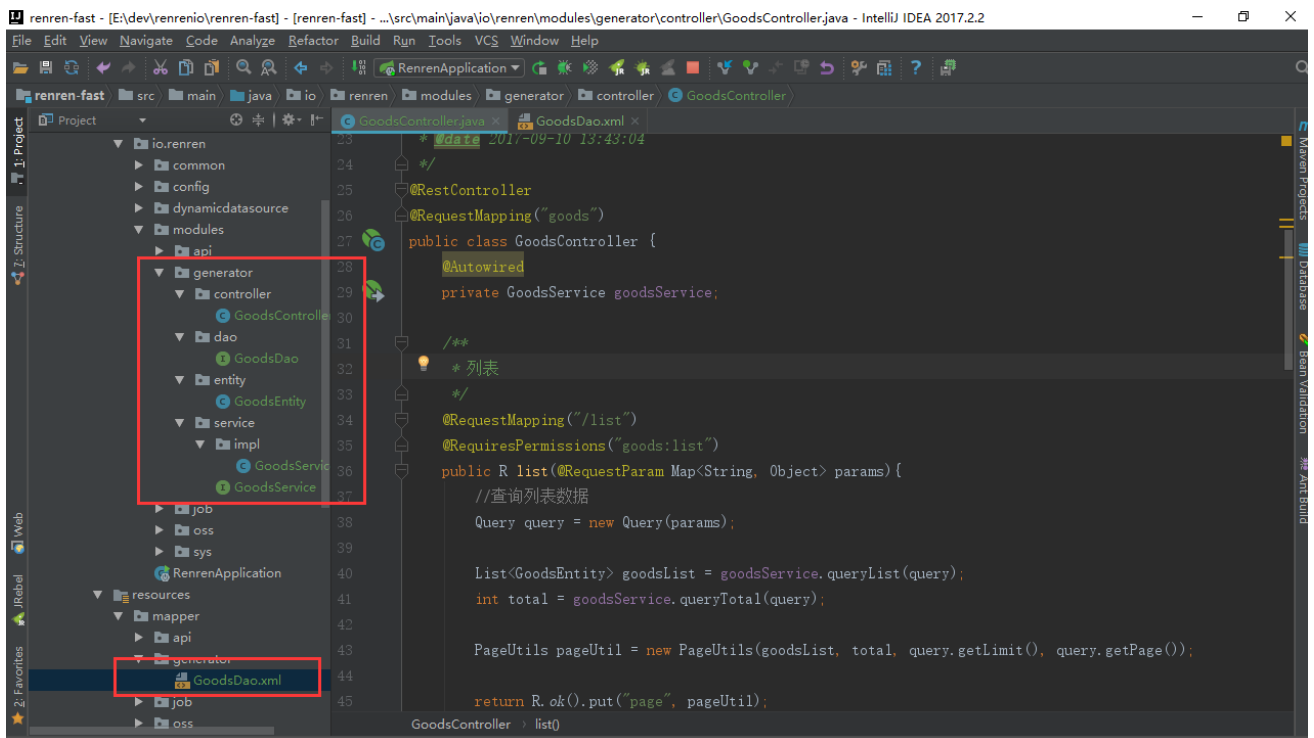 renren-fast - [E:\dev\renrenio\renren-fast] - [renren-fast] - ...\src\main\java\io\renren\modules\generator\controller\GoodsController.java - IntelliJ IDEA 2017.2.2
File Edit View Navigate Code Analyze Refactor Build Run Tools VCS Window Help
RenrenApplication
renren-fast src main java io renren modules generator controller GoodsController
Project
GoodsController.java × GoodsDao.xml ×
1: Project
7: Structure
Web
JRebel
2: Favorites
io.renren
common
config
dynamicdatasource
modules
api
generator
controller
GoodsControlle
dao
GoodsDao
entity
GoodsEntity
service
impl
GoodsServic
GoodsService
job
oss
sys
RenrenApplication
resources
mapper
api
generator
GoodsDao.xml
job
oss
23 * @date 2017-09-10 13:43:04
24 */
25 @RestController
26 @RequestMapping("goods")
27 public class GoodsController {
28 @Autowired
29 private GoodsService goodsService;
30
31 /**
32 * 列表
33 */
34 @RequestMapping("/list")
35 @RequiresPermissions("goods:list")
36 public R list(@RequestParam Map<String, Object> params){
37 //查询列表数据
38 Query query = new Query(params);
39
40 List<GoodsEntity> goodsList = goodsService.queryList(query);
41 int total = goodsService.queryTotal(query);
42
43 PageUtils pageUtil = new PageUtils(goodsList, total, query.getLimit(), query.getPage());
44
45 return R.ok().put("page", pageUtil);
GoodsController › list()
Maven Projects
Database
Bean Validation
Ant Build